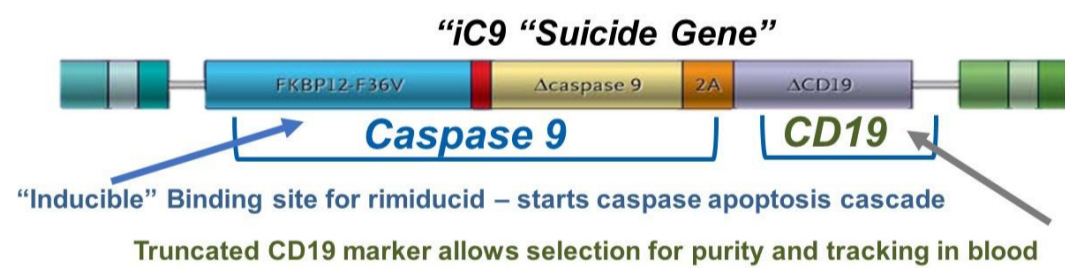 “iC9 “Suicide Gene”
FKBP12-F36V Δcaspase 9 2A ΔCD19
Caspase 9 CD19
“Inducible” Binding site for rimiducid – starts caspase apoptosis cascade
Truncated CD19 marker allows selection for purity and tracking in blood